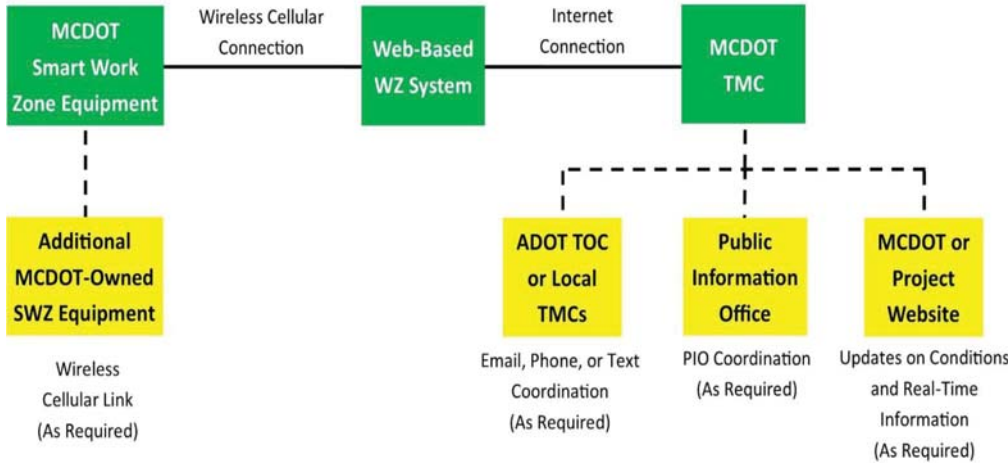 MCDOT
Smart Work
Zone Equipment
Wireless Cellular
Connection
Web-Based
WZ System
Internet
Connection
MCDOT
TMC
Additional
MCDOT-Owned
SWZ Equipment
Wireless
Cellular Link
(As Required)
ADOT TOC
or Local
TMCs
Email, Phone, or Text
Coordination
(As Required)
Public
Information
Office
PIO Coordination
(As Required)
MCDOT or
Project
Website
Updates on Conditions
and Real-Time
Information
(As Required)